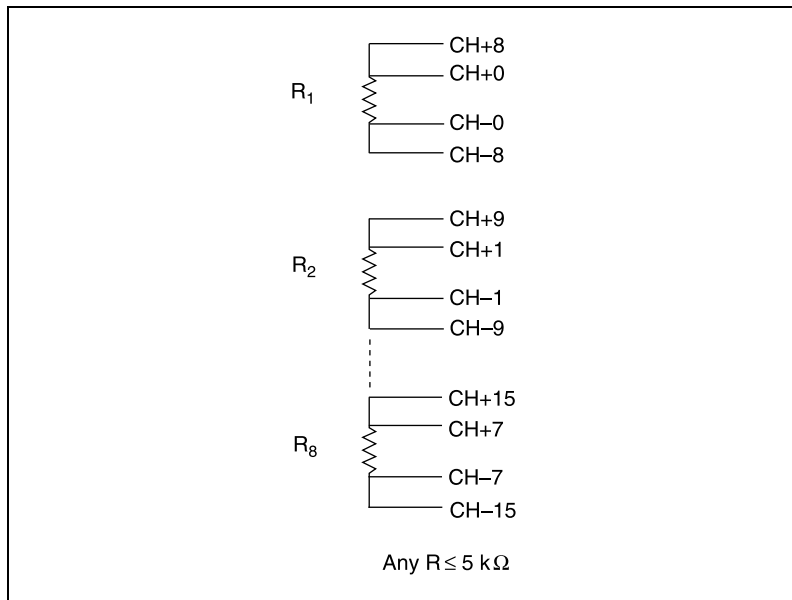 CH+8
CH+0
R1
CH–0
CH–8
CH+9
CH+1
R2
CH–1
CH–9
CH+15
CH+7
R8
CH–7
CH–15
Any R ≤ 5 kΩ